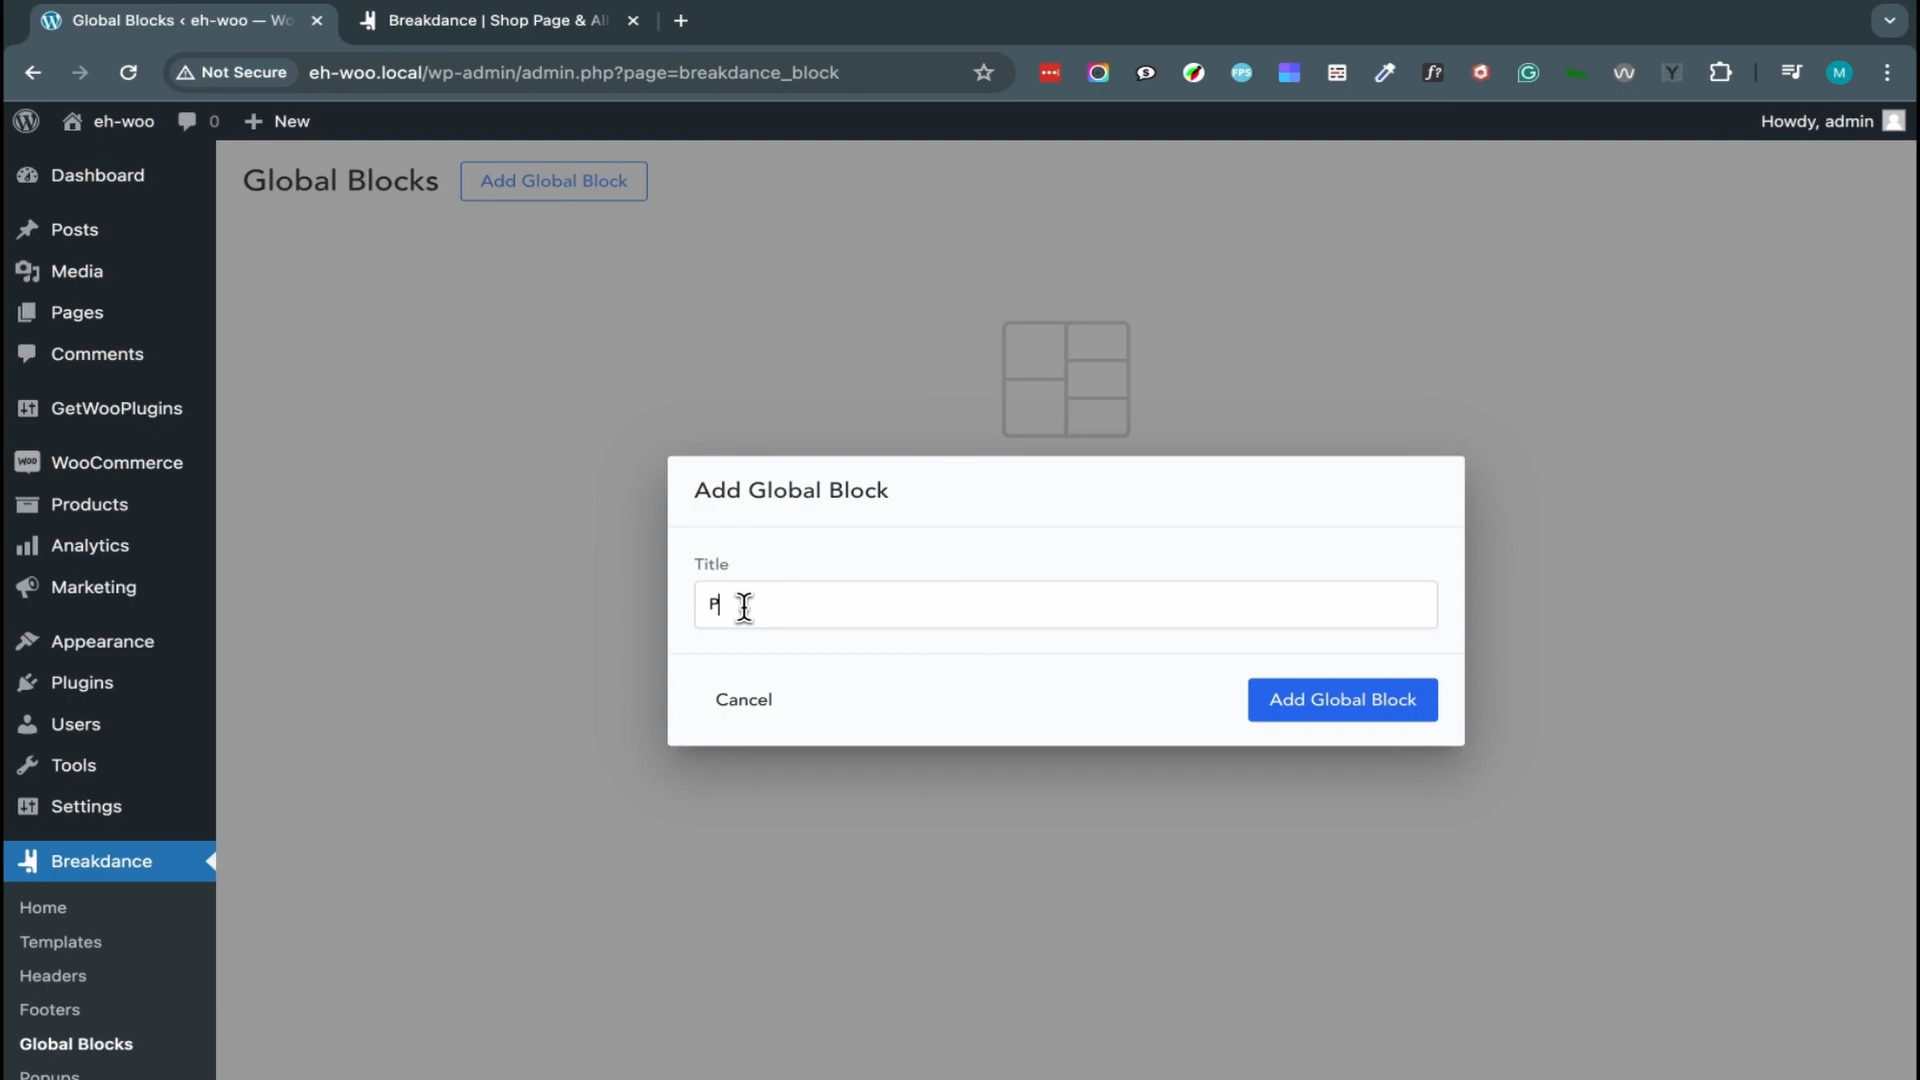 Global Blocks ‹ eh-woo — Wo
Breakdance | Shop Page & All
Not Secure
eh-woo.local/wp-admin/admin.php?page=breakdance_block
FPS
f?
M
eh-woo
0
New
Howdy, admin
Dashboard
Posts
Media
Pages
Comments
GetWooPlugins
WooCommerce
Products
Analytics
Marketing
Appearance
Plugins
Users
Tools
Settings
Breakdance
Home
Templates
Headers
Footers
Global Blocks
Popups
Global Blocks
Add Global Block
Add Global Block
Title
P
Cancel
Add Global Block